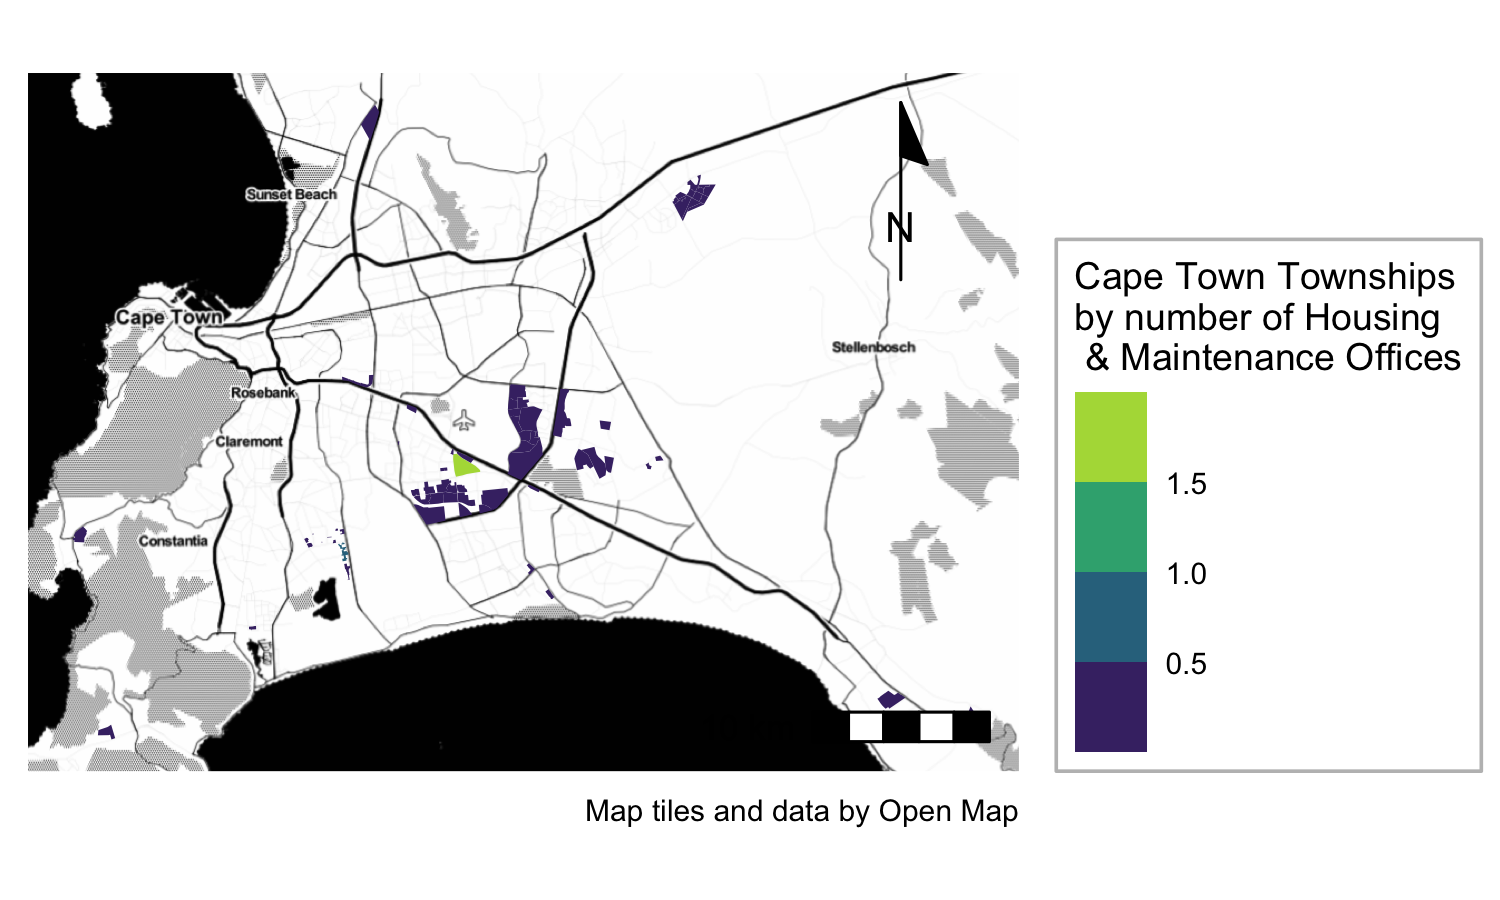 Sunset Beach
N
Cape Town
Stellenbosch
Rosebank
Claremont
Constantia
Cape Town Townships
by number of Housing
& Maintenance Offices
1.5
1.0
0.5
Map tiles and data by Open Map